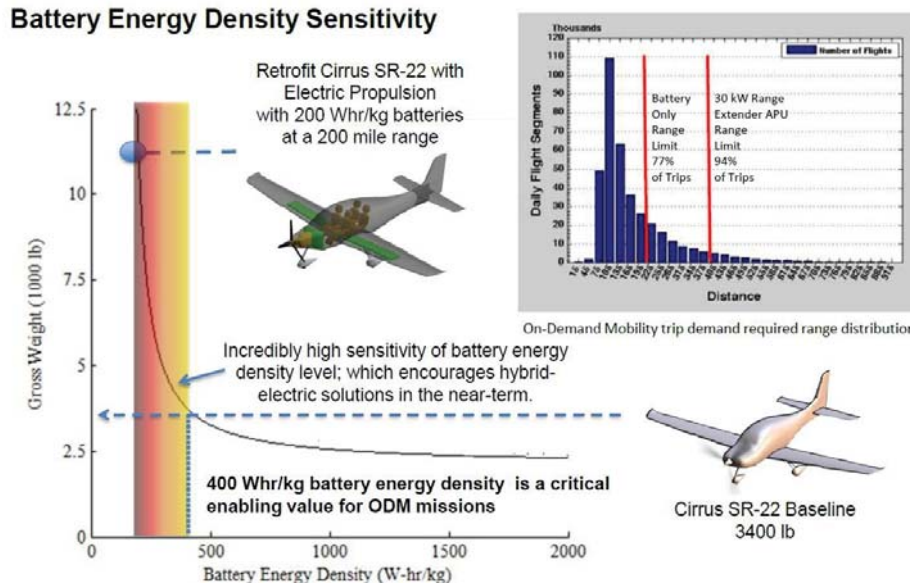 Battery Energy Density Sensitivity
Retrofit Cirrus SR-22 with
Electric Propulsion
with 200 Whr/kg batteries
at a 200 mile range
12.5
10
7.5
5
2.5
0
Gross Weight (1000 lb)
Incredibly high sensitivity of battery energy
density level; which encourages hybrid-
electric solutions in the near-term.
400 Whr/kg battery energy density is a critical
enabling value for ODM missions
0 500 1000 1500 2000
Battery Energy Density (W-hr/kg)
Thousands
120
110
100
90
80
70
60
50
40
30
20
10
0
Daily Flight Segments
Number of Flights
Battery
Only
Range
Limit
77%
of Trips
30 kW Range
Extender APU
Range
Limit
94%
of Trips
Distance
On-Demand Mobility trip demand required range distribution
Cirrus SR-22 Baseline
3400 lb